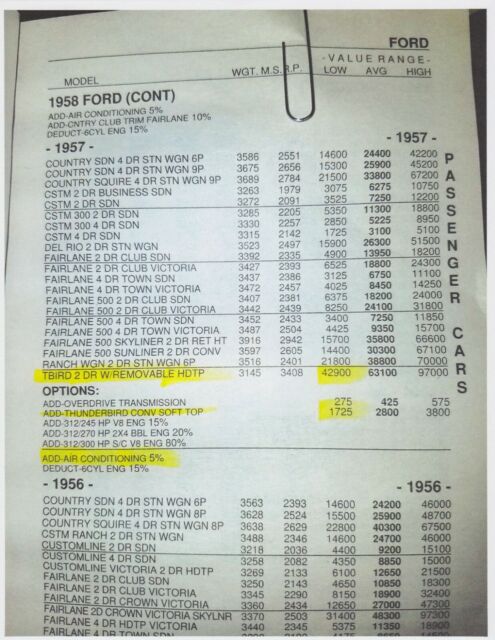 FORD
- VALUE RANGE -
MODEL WGT. M.S.R.P. LOW AVG HIGH
1958 FORD (CONT)
ADD-AIR CONDITIONING 5%
ADD-CNTRY CLUB TRIM FAIRLANE 10%
DEDUCT-6CYL ENG 15%
- 1957 - - 1957 -
COUNTRY SDN 4 DR STN WGN 6P 3586 2551 14600 24400 42200
COUNTRY SDN 4 DR STN WGN 9P 3675 2656 15300 25900 45200
COUNTRY SQUIRE 4 DR STN WGN 9P 3689 2784 21500 33800 67200
CSTM 2 DR BUSINESS SDN 3263 1979 3075 6275 10750
CSTM 2 DR SDN 3272 2091 3525 7250 12200
CSTM 300 2 DR SDN 3285 2205 5350 11300 18800
CSTM 300 4 DR SDN 3330 2257 2850 5225 8950
CSTM 4 DR SDN 3315 2142 1725 3100 5100
DEL RIO 2 DR STN WGN 3523 2497 15900 26300 51500
FAIRLANE 2 DR CLUB SDN 3392 2335 4900 13950 18200
FAIRLANE 2 DR CLUB VICTORIA 3427 2393 6525 18800 24300
FAIRLANE 4 DR TOWN SDN 3437 2386 3125 6750 11100
FAIRLANE 4 DR TOWN VICTORIA 3472 2457 4025 8450 14250
FAIRLANE 500 2 DR CLUB SDN 3407 2381 6375 18200 24000
FAIRLANE 500 2 DR CLUB VICTORIA 3442 2439 8250 24100 31800
FAIRLANE 500 4 DR TOWN SDN 3452 2433 3400 7250 11850
FAIRLANE 500 4 DR TOWN VICTORIA 3487 2504 4425 9350 15700
FAIRLANE 500 SKYLINER 2 DR RET HT 3916 2942 15700 35800 66600
FAIRLANE 500 SUNLINER 2 DR CONV 3597 2605 14400 30300 67100
RANCH WGN 2 DR STN WGN 6P 3516 2401 21800 38800 70000
TBIRD 2 DR W/REMOVABLE HDTP 3145 3408 42900 63100 97000
PASSENGER CARS
OPTIONS:
ADD-OVERDRIVE TRANSMISSION 275 425 575
ADD-THUNDERBIRD CONV SOFT TOP 1725 2800 3800
ADD-312/245 HP V8 ENG 15%
ADD-312/270 HP 2X4 BBL ENG 20%
ADD-312/300 HP S/C V8 ENG 80%
ADD-AIR CONDITIONING 5%
DEDUCT-6CYL ENG 15%
- 1956 - - 1956 -
COUNTRY SDN 4 DR STN WGN 6P 3563 2393 14600 24200 46000
COUNTRY SDN 4 DR STN WGN 8P 3628 2524 15500 25900 48700
COUNTRY SQUIRE 4 DR STN WGN 8P 3638 2629 22800 40300 67500
CSTM RANCH 2 DR STN WGN 3488 2346 14600 24700 46000
CUSTOMLINE 2 DR SDN 3218 2036 4400 9200 15100
CUSTOMLINE 4 DR SDN 3258 2082 4350 8850 15000
CUSTOMLINE VICTORIA 2 DR HDTP 3269 2133 6100 12650 21500
FAIRLANE 2 DR CLUB SDN 3250 2143 4650 10850 18300
FAIRLANE 2 DR CLUB VICTORIA 3345 2290 8150 18900 32400
FAIRLANE 2 DR CROWN VICTORIA 3360 2434 12650 27000 47300
FAIRLANE 2D CROWN VICTORIA SKYLNR 3370 2503 31400 48300 97300
FAIRLANE 4 DR HDTP VICTORIA 3440 2345 5375 11350 18900